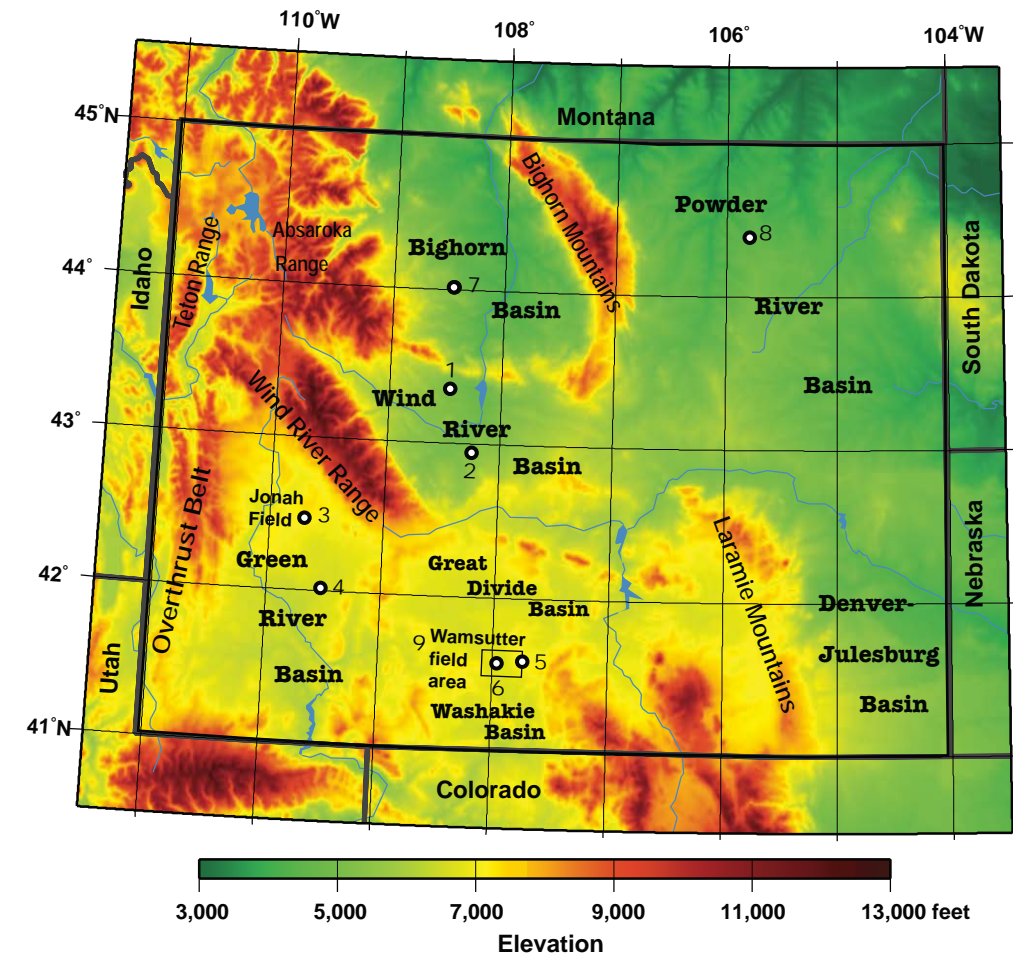 110°W
108°
106°
104°W
45°N
Montana
Bighorn Mountains
Powder
8
Teton Range
Absaroka
Range
Bighorn
Idaho
44°
7
Basin
River
South Dakota
1
Wind
Basin
43°
River
Wind River Range
2
Basin
Jonah
Field
3
Overthrust Belt
Laramie Mountains
Nebraska
Green
Great
42°
4
Divide
Basin
Denver-
River
9
Wamsutter
field
area
5
6
Julesburg
Utah
Basin
Washakie
Basin
Basin
41°N
Colorado
3,000
5,000
7,000
9,000
11,000
13,000 feet
Elevation